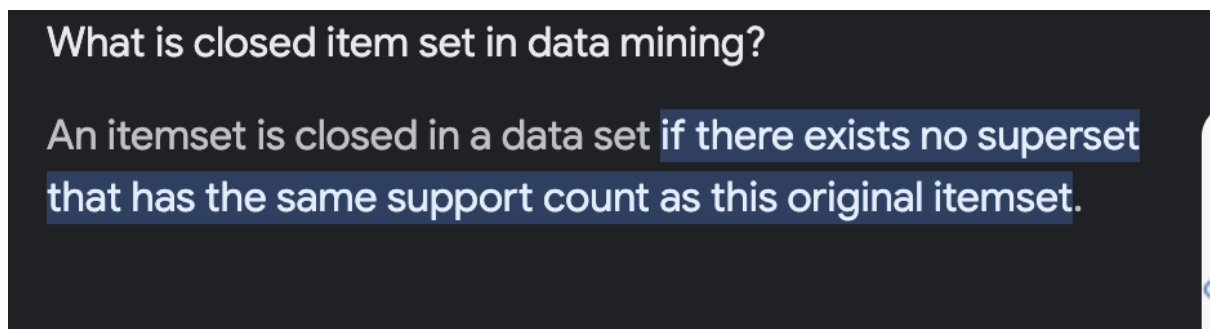 What is closed item set in data mining?
An itemset is closed in a data set if there exists no superset
that has the same support count as this original itemset.